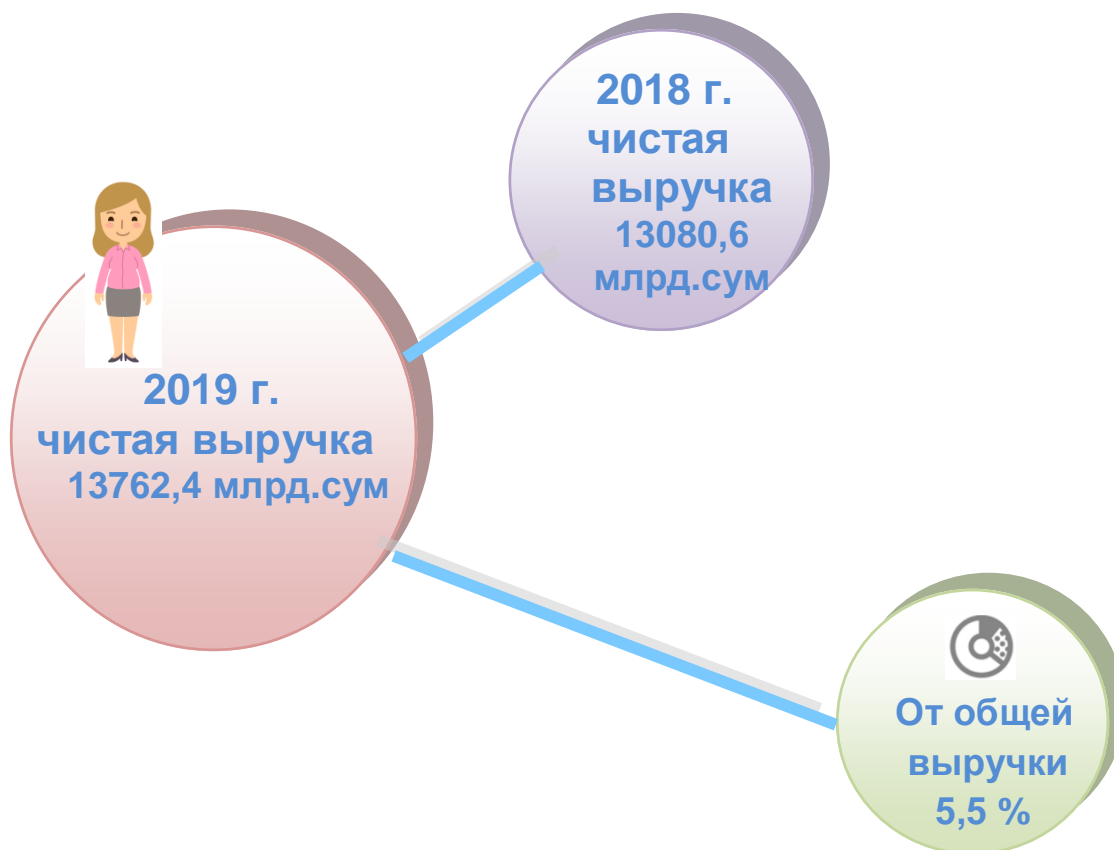 2018 г.
чистая
выручка
13080,6
млрд.сум
2019 г.
чистая выручка
13762,4 млрд.сум
От общей
выручки
5,5 %